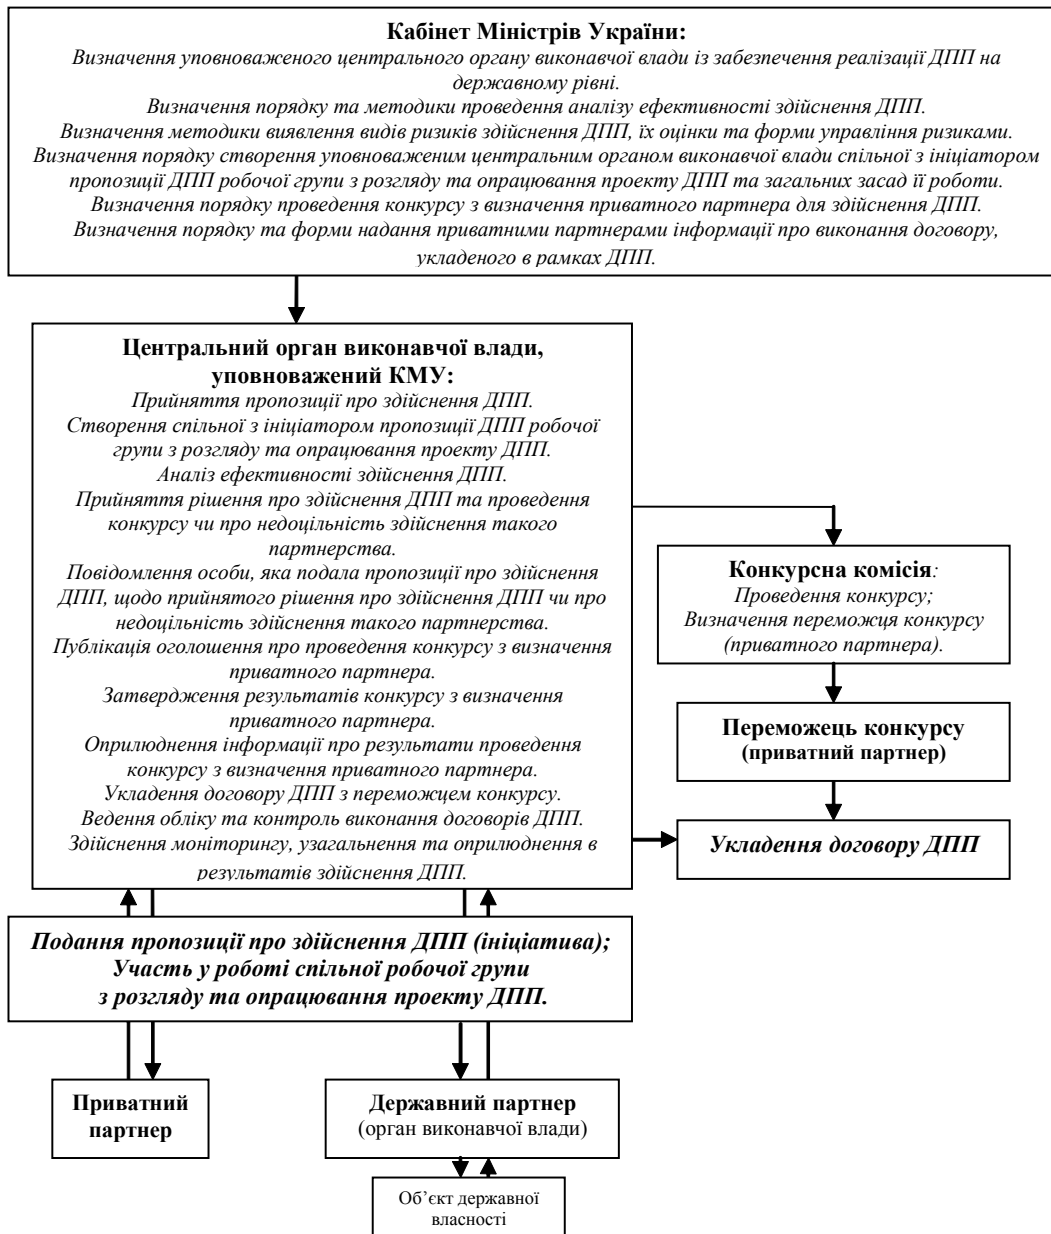 Кабінет Міністрів України:
Визначення уповноваженого центрального органу виконавчої влади із забезпечення реалізації ДПП на
державному рівні.
Визначення порядку та методики проведення аналізу ефективності здійснення ДПП.
Визначення методики виявлення видів ризиків здійснення ДПП, їх оцінки та форми управління ризиками.
Визначення порядку створення уповноваженим центральним органом виконавчої влади спільної з ініціатором
пропозиції ДПП робочої групи з розгляду та опрацювання проекту ДПП та загальних засад її роботи.
Визначення порядку проведення конкурсу з визначення приватного партнера для здійснення ДПП.
Визначення порядку та форми надання приватними партнерами інформації про виконання договору,
укладеного в рамках ДПП.
Центральний орган виконавчої влади,
уповноважений КМУ:
Прийняття пропозиції про здійснення ДПП.
Створення спільної з ініціатором пропозиції ДПП робочої
групи з розгляду та опрацювання проекту ДПП.
Аналіз ефективності здійснення ДПП.
Прийняття рішення про здійснення ДПП та проведення
конкурсу чи про недоцільність здійснення такого
партнерства.
Повідомлення особи, яка подала пропозиції про здійснення
ДПП, щодо прийнятого рішення про здійснення ДПП чи про
недоцільність здійснення такого партнерства.
Публікація оголошення про проведення конкурсу з визначення
приватного партнера.
Затвердження результатів конкурсу з визначення
приватного партнера.
Оприлюднення інформації про результати проведення
конкурсу з визначення приватного партнера.
Укладення договору ДПП з переможцем конкурсу.
Ведення обліку та контроль виконання договорів ДПП.
Здійснення моніторингу, узагальнення та оприлюднення в
результатів здійснення ДПП.
Конкурсна комісія:
Проведення конкурсу;
Визначення переможця конкурсу
(приватного партнера).
Переможець конкурсу
(приватний партнер)
Укладення договору ДПП
Подання пропозиції про здійснення ДПП (ініціатива);
Участь у роботі спільної робочої групи
з розгляду та опрацювання проекту ДПП.
Приватний
партнер
Державний партнер
(орган виконавчої влади)
Об’єкт державної
власності